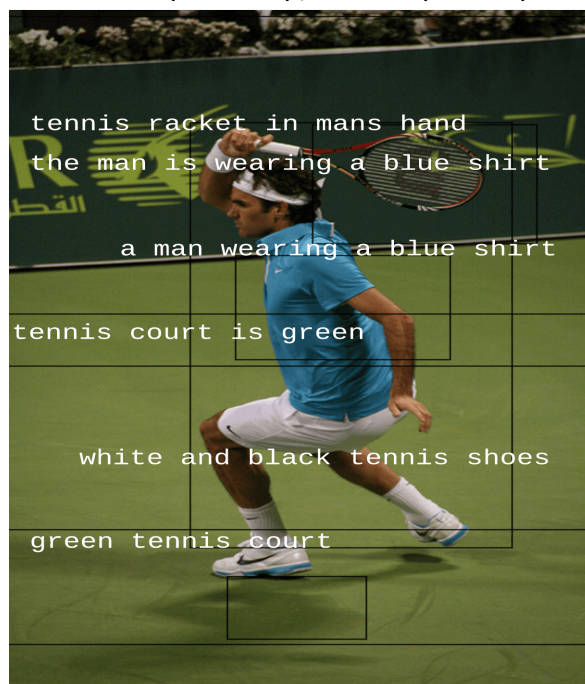 tennis racket in mans hand
the man is wearing a blue shirt
R
القط
a man wearing a blue shirt
tennis court is green
white and black tennis shoes
green tennis court